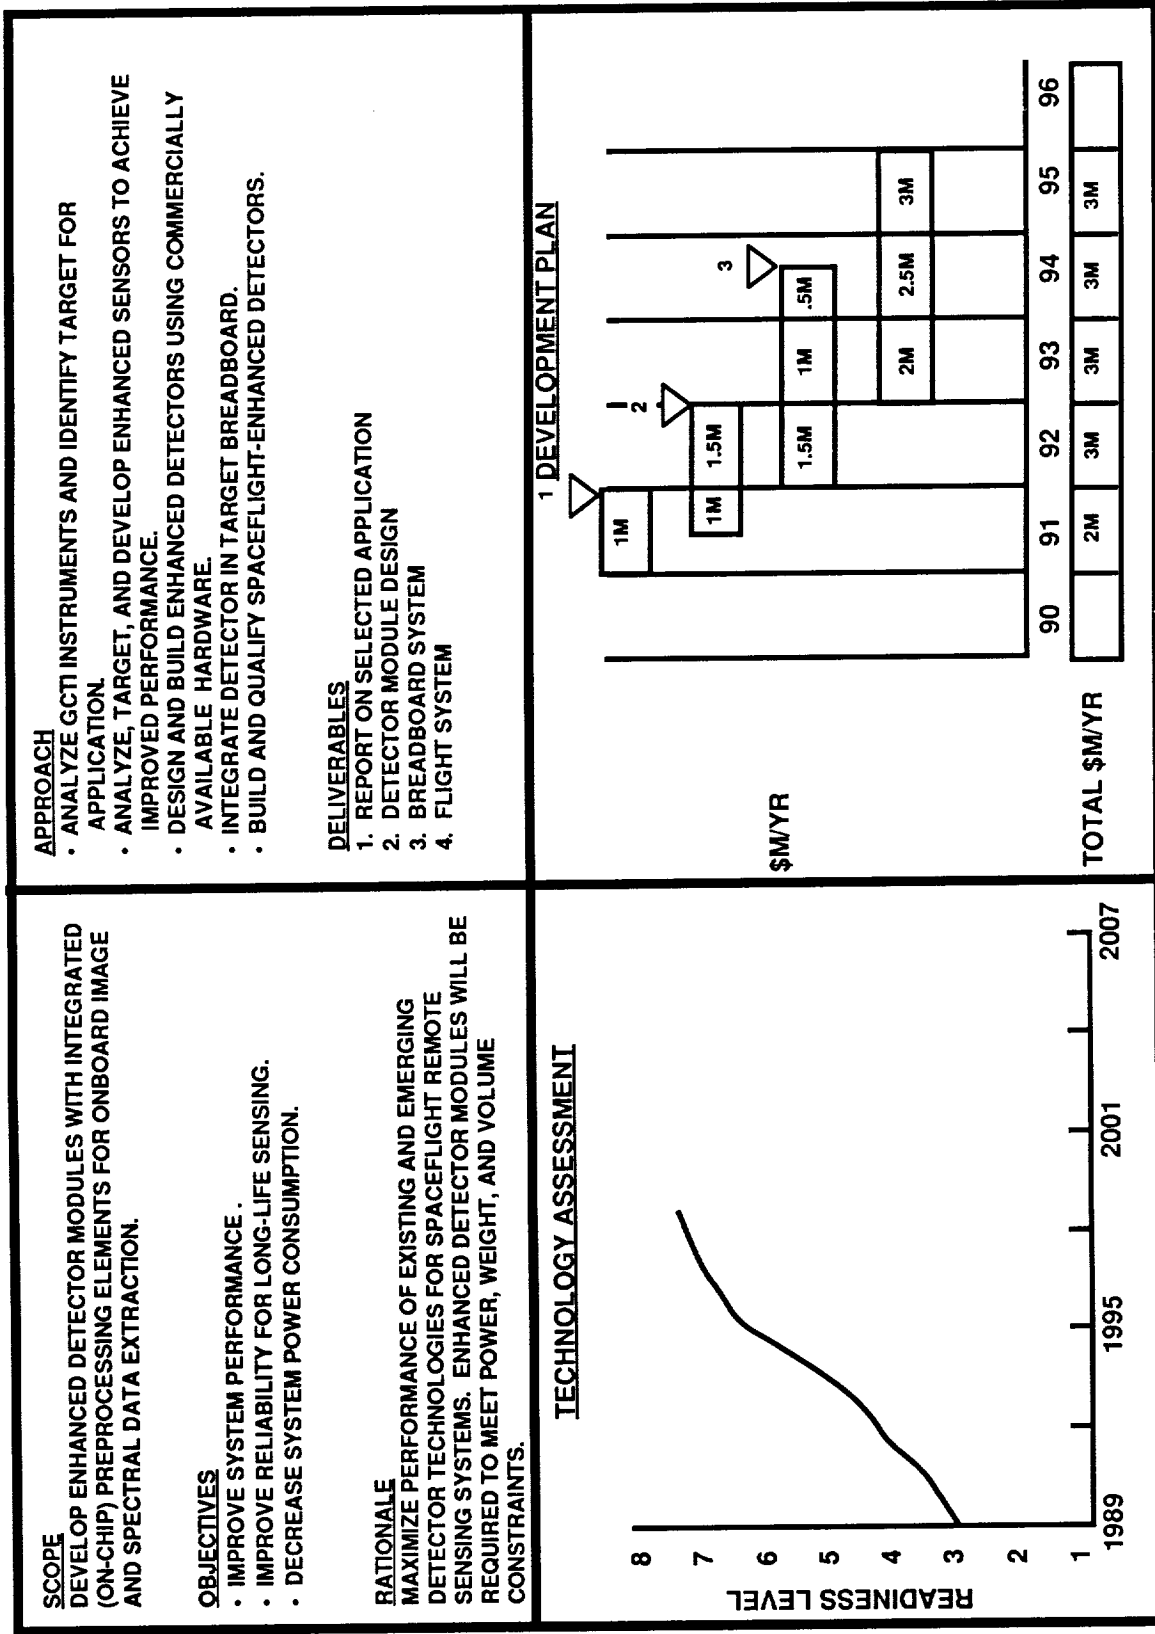 SCOPE
DEVELOP ENHANCED DETECTOR MODULES WITH INTEGRATED
(ON-CHIP) PREPROCESSING ELEMENTS FOR ONBOARD IMAGE
AND SPECTRAL DATA EXTRACTION.
OBJECTIVES
· IMPROVE SYSTEM PERFORMANCE .
· IMPROVE RELIABILITY FOR LONG-LIFE SENSING.
· DECREASE SYSTEM POWER CONSUMPTION.
RATIONALE
MAXIMIZE PERFORMANCE OF EXISTING AND EMERGING
DETECTOR TECHNOLOGIES FOR SPACEFLIGHT REMOTE
SENSING SYSTEMS. ENHANCED DETECTOR MODULES WILL BE
REQUIRED TO MEET POWER, WEIGHT, AND VOLUME
CONSTRAINTS.
APPROACH
· ANALYZE GCTI INSTRUMENTS AND IDENTIFY TARGET FOR
APPLICATION.
· ANALYZE, TARGET, AND DEVELOP ENHANCED SENSORS TO ACHIEVE
IMPROVED PERFORMANCE.
· DESIGN AND BUILD ENHANCED DETECTORS USING COMMERCIALLY
AVAILABLE HARDWARE.
· INTEGRATE DETECTOR IN TARGET BREADBOARD.
· BUILD AND QUALIFY SPACEFLIGHT-ENHANCED DETECTORS.
DELIVERABLES
1. REPORT ON SELECTED APPLICATION
2. DETECTOR MODULE DESIGN
3. BREADBOARD SYSTEM
4. FLIGHT SYSTEM
TECHNOLOGY ASSESSMENT
READINESS LEVEL
8
7
6
5
4
3
2
1
1989 1995 2001 2007
DEVELOPMENT PLAN
1
2
3
1M
1M 1.5M
$M/YR
1.5M 1M .5M
2M 2.5M 3M
90 91 92 93 94 95 96
TOTAL $M/YR 2M 3M 3M 3M 3M